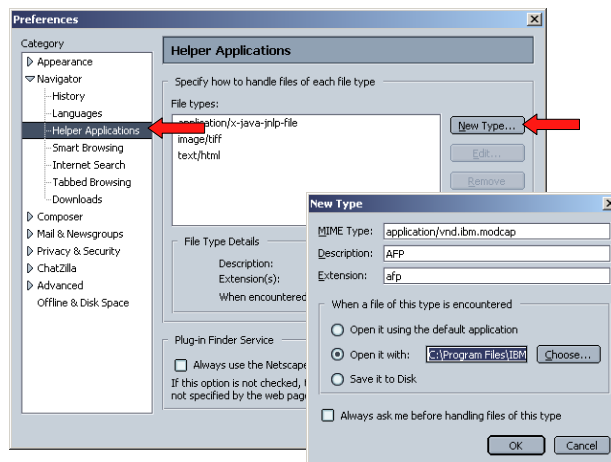 Preferences
Category
Appearance
Navigator
History
Languages
Helper Applications
Smart Browsing
Internet Search
Tabbed Browsing
Downloads
Composer
Mail & Newsgroups
Privacy & Security
ChatZilla
Advanced
Offline & Disk Space
Helper Applications
Specify how to handle files of each file type
File types:
application/x-java-jnlp-file
image/tiff
text/html
New Type...
Edit...
Remove
File Type Details
Description:
Extension(s):
When encountered
Plug-in Finder Service
Always use the Netscape
If this option is not checked,
not specified by the web pag
New Type
MIME Type: application/vnd.ibm.modcap
Description: AFP
Extension: afp
When a file of this type is encountered
Open it using the default application
Open it with: C:\Program Files\IBM Choose...
Save it to Disk
Always ask me before handling files of this type
OK Cancel